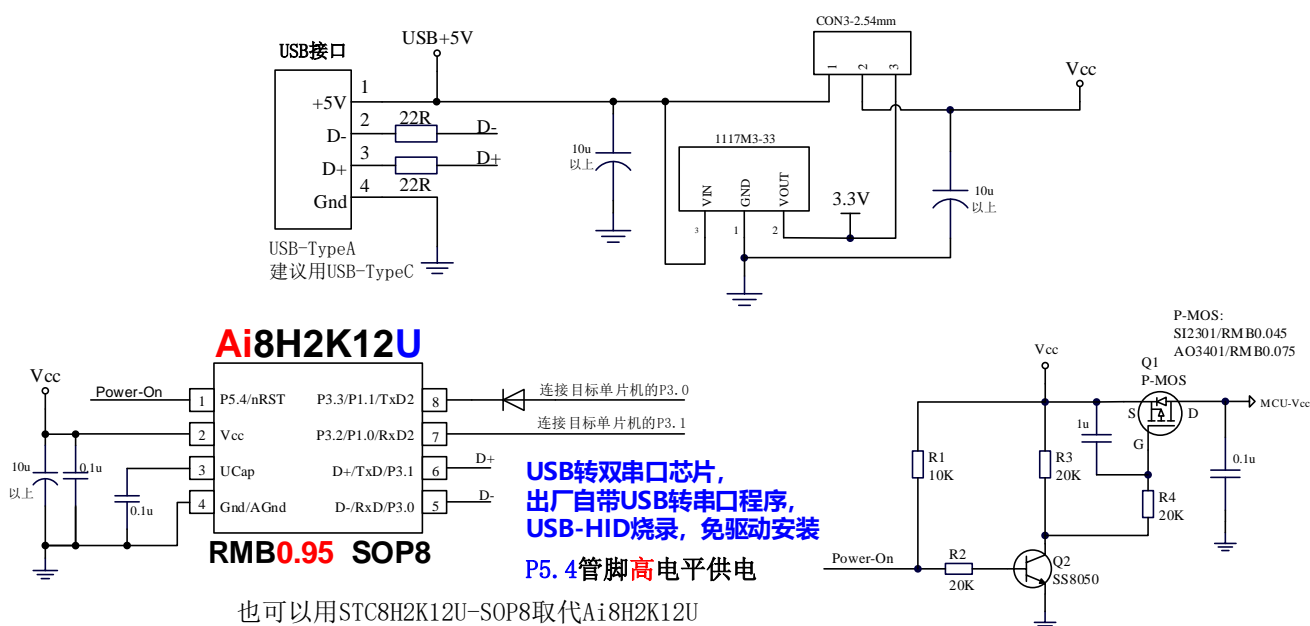 CON3-2.54mm
USB+5V
USB接口
1 2 3
Vcc
1
+5V
2
22R
D-
D-
3
D+
D+
4
22R
Gnd
10u
以上
1117M3-33
VIN
GND
VOUT
3
1
2
3.3V
10u
以上
USB-TypeA
建议用USB-TypeC
P-MOS:
SI2301/RMB0.045
AO3401/RMB0.075
Ai8H2K12U
Vcc
Power-On
1
P5.4/nRST
P3.3/P1.1/TxD2
8
连接目标单片机的P3.0
2
Vcc
P3.2/P1.0/RxD2
7
连接目标单片机的P3.1
3
UCap
D+/TxD/P3.1
6
D+
4
Gnd/AGnd
D-/RxD/P3.0
5
D-
10u
以上
0.1u
0.1u
RMB0.95 SOP8
USB转双串口芯片，
出厂自带USB转串口程序，
USB-HID烧录，免驱动安装
P5.4管脚高电平供电
也可以用STC8H2K12U-SOP8取代Ai8H2K12U
Vcc
Q1
P-MOS
S
D
G
MCU-Vcc
1u
R1
10K
R3
20K
0.1u
R4
20K
Power-On
R2
20K
Q2
SS8050